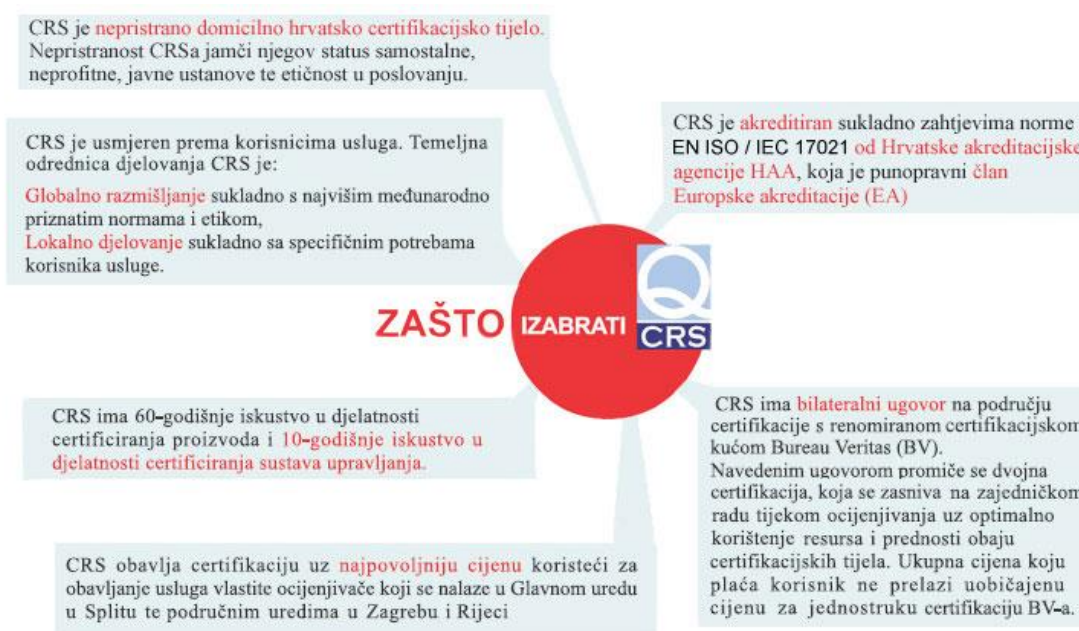 CRS je nepristrano domicilno hrvatsko certifikacijsko tijelo.
Nepristranost CRSa jamči njegov status samostalne,
neprofitne, javne ustanove te etičnost u poslovanju.
CRS je usmjeren prema korisnicima usluga. Temeljna
odrednica djelovanja CRS je:
Globalno razmišljanje sukladno s najvišim međunarodno
priznatim normama i etikom,
Lokalno djelovanje sukladno sa specifičnim potrebama
korisnika usluge.
CRS je akreditiran sukladno zahtjevima norme
EN ISO / IEC 17021 od Hrvatske akreditacijske
agencije HAA, koja je punopravni član
Europske akreditacije (EA)
ZAŠTO IZABRATI
Q
CRS
CRS ima 60-godišnje iskustvo u djelatnosti
certificiranja proizvoda i 10-godišnje iskustvo u
djelatnosti certificiranja sustava upravljanja.
CRS obavlja certifikaciju uz najpovoljniju cijenu koristeći za
obavljanje usluga vlastite ocijenjivače koji se nalaze u Glavnom uredu
u Splitu te područnim uredima u Zagrebu i Rijeci
CRS ima bilateralni ugovor na području
certifikacije s renomiranom certifikacijskom
kućom Bureau Veritas (BV).
Navedenim ugovorom promiče se dvojna
certifikacija, koja se zasniva na zajedničkom
radu tijekom ocijenjivanja uz optimalno
korištenje resursa i prednosti obaju
certifikacijskih tijela. Ukupna cijena koju
plaća korisnik ne prelazi uobičajenu
cijenu za jednostruku certifikaciju BV-a.